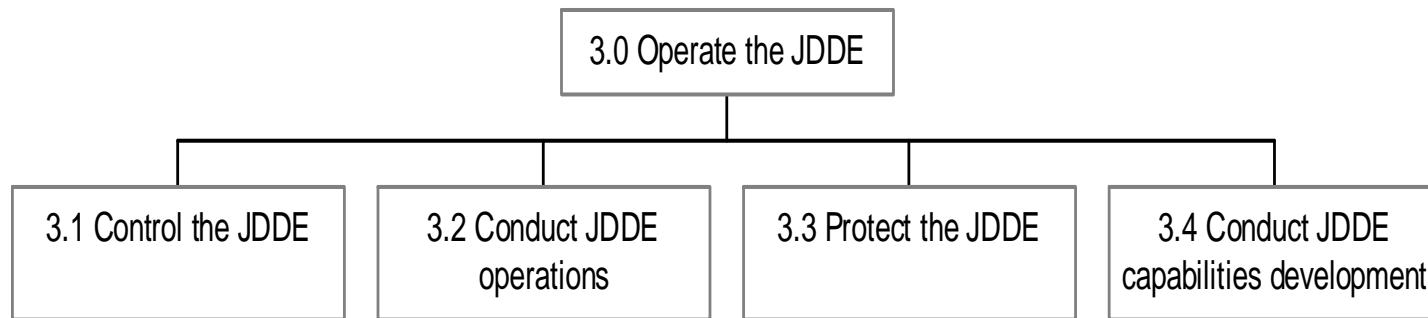 3.0 Operate the JDDE
3.1 Control the JDDE
3.2 Conduct JDDE
operations
3.3 Protect the JDDE
3.4 Conduct JDDE
capabilities development